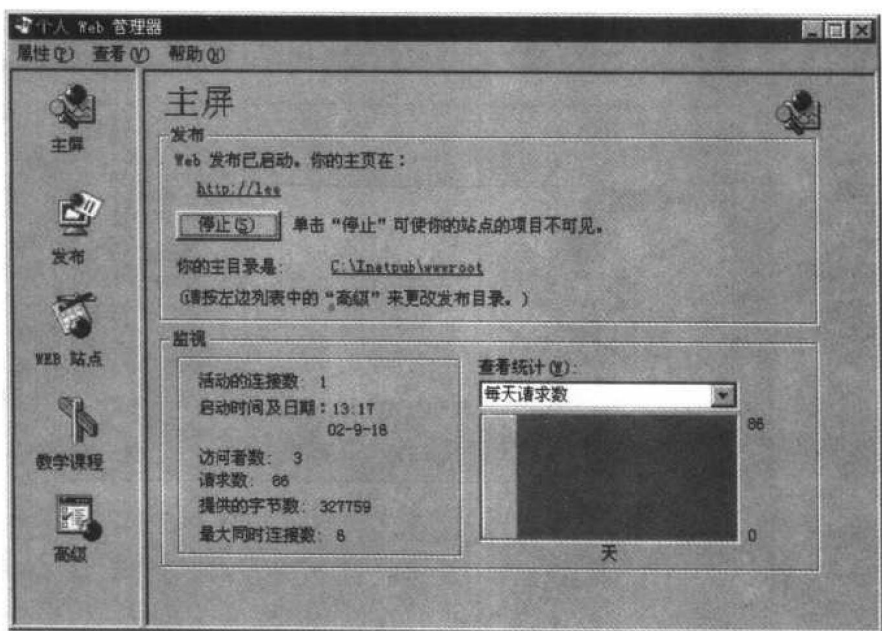 个人 Web 管理器
属性(P) 查看(V) 帮助(H)
主屏
发布
WEB 站点
教学课程
高级
主屏
发布
Web 发布已启动。你的主页在：
http://lee
停止(S) 单击“停止”可使你的站点的项目不可见。
你的主目录是： C:\Inetpub\wwwroot
(请按左边列表中的“高级”来更改发布目录。)
监视
活动的连接数： 1
启动时间及日期：13:17
02-9-16
访问者数： 3
请求数： 86
提供的字节数： 327759
最大同时连接数： 6
查看统计(W)：
每天请求数
86
0
天